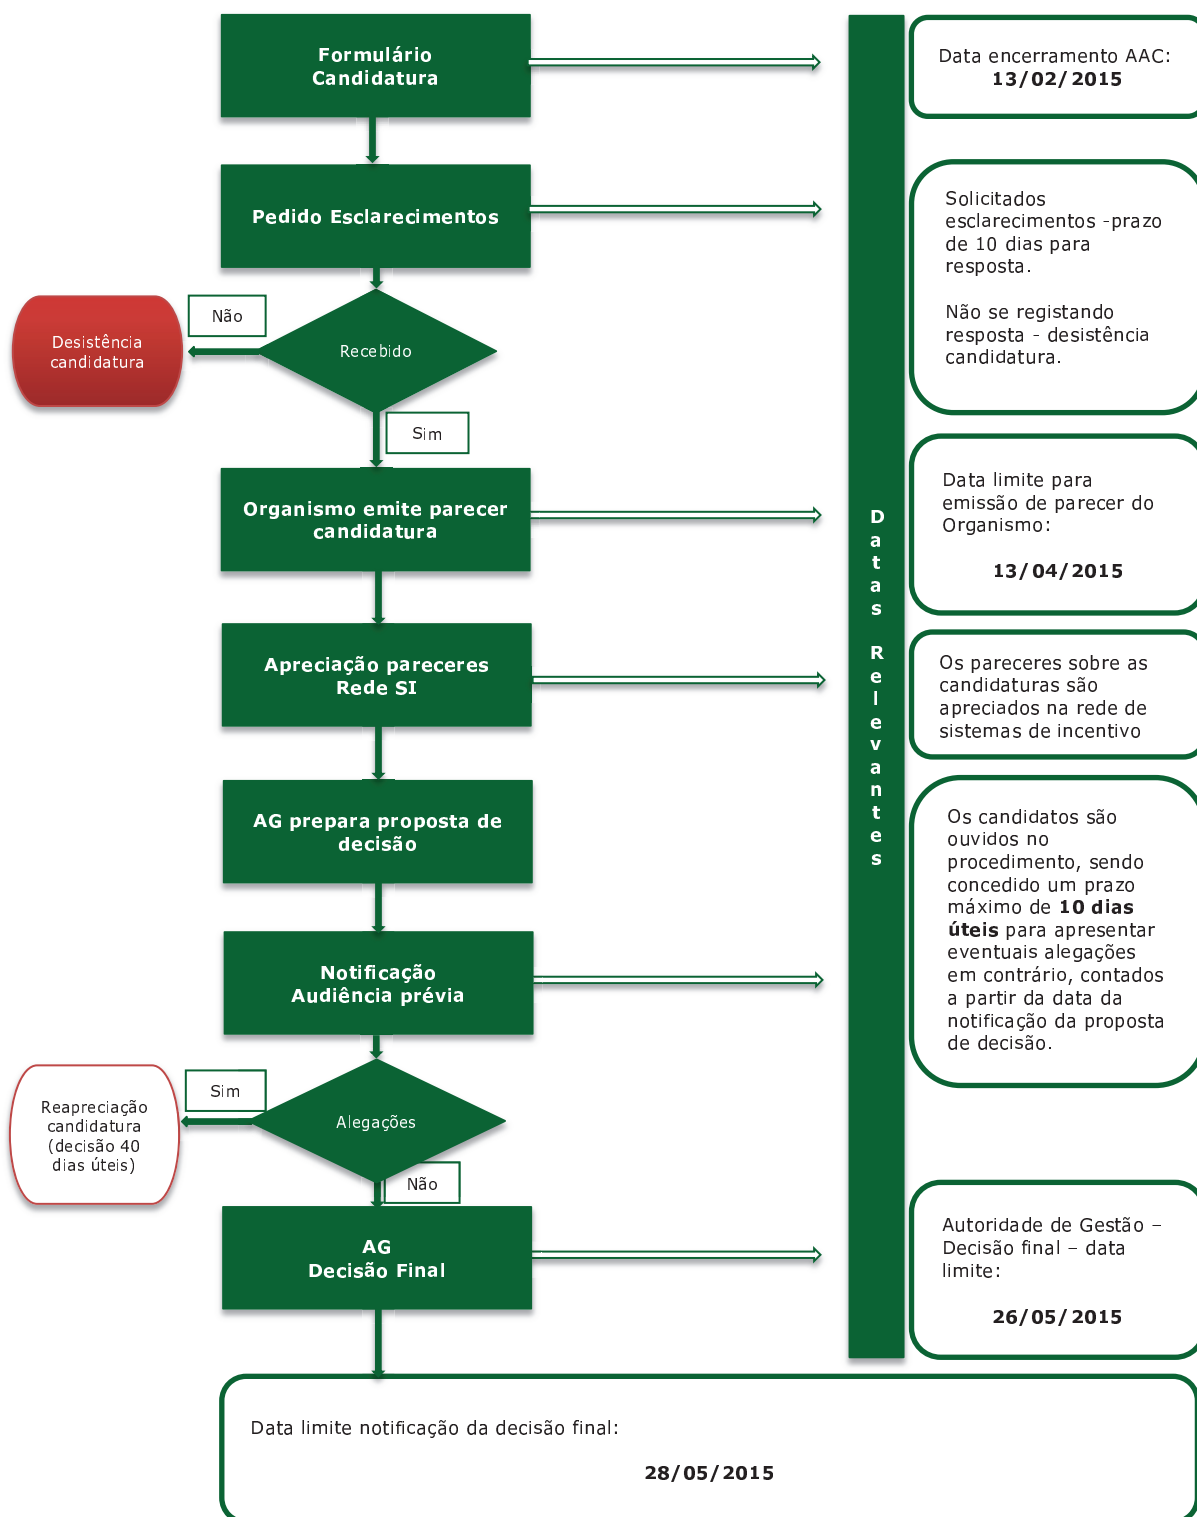 Formulário
Candidatura
Data encerramento AAC:
13/02/2015
Pedido Esclarecimentos
Solicitados
esclarecimentos -prazo
de 10 dias para
resposta.
Não se registando
resposta - desistência
candidatura.
Não
Desistência
candidatura
Recebido
Sim
Organismo emite parecer
candidatura
Data limite para
emissão de parecer do
Organismo:
13/04/2015
Datas Relevantes
Apreciação pareceres
Rede SI
Os pareceres sobre as
candidaturas são
apreciados na rede de
sistemas de incentivo
AG prepara proposta de
decisão
Os candidatos são
ouvidos no
procedimento, sendo
concedido um prazo
máximo de 10 dias
úteis para apresentar
eventuais alegações
em contrário, contados
a partir da data da
notificação da proposta
de decisão.
Notificação
Audiência prévia
Sim
Reapreciação
candidatura
(decisão 40
dias úteis)
Alegações
Não
AG
Decisão Final
Autoridade de Gestão –
Decisão final – data
limite:
26/05/2015
Data limite notificação da decisão final:
28/05/2015